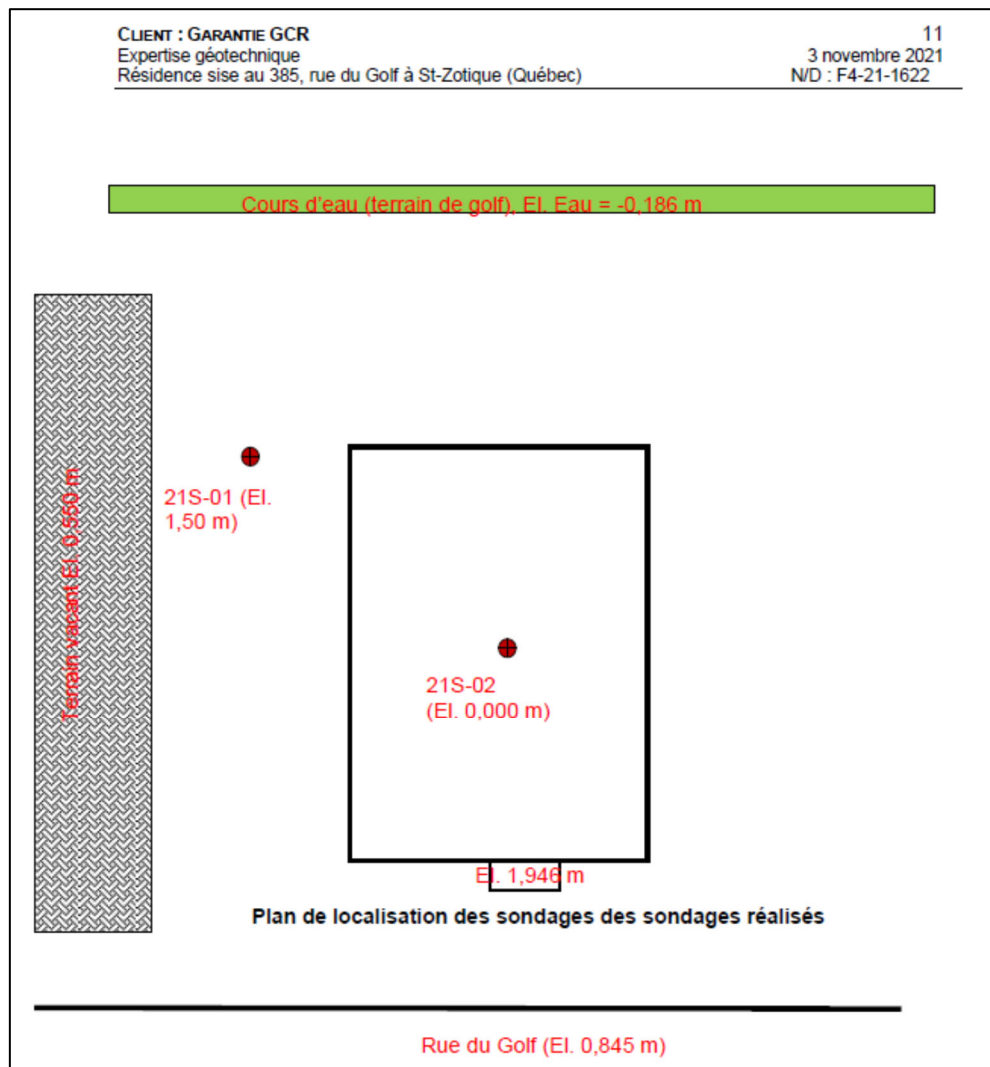 CLIENT : GARANTIE GCR
11
Expertise géotechnique
3 novembre 2021
Résidence sise au 385, rue du Golf à St-Zotique (Québec)
N/D : F4-21-1622
Cours d'eau (terrain de golf), El. Eau = -0,186 m
Terrain vacant El. 0,550 m
21S-01 (El.
1,50 m)
21S-02
(El. 0,000 m)
El. 1,946 m
Plan de localisation des sondages des sondages réalisés
Rue du Golf (El. 0,845 m)